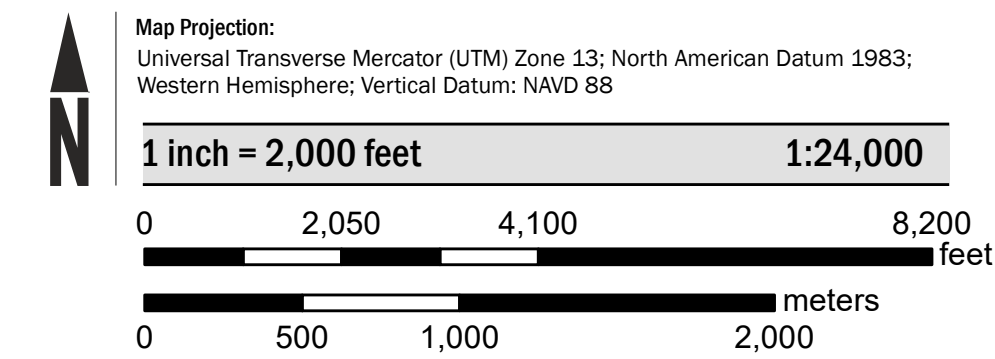 N
Map Projection:
Universal Transverse Mercator (UTM) Zone 13; North American Datum 1983;
Western Hemisphere; Vertical Datum: NAVD 88
1 inch = 2,000 feet 1:24,000
0 2,050 4,100 8,200
feet
meters
0 500 1,000 2,000